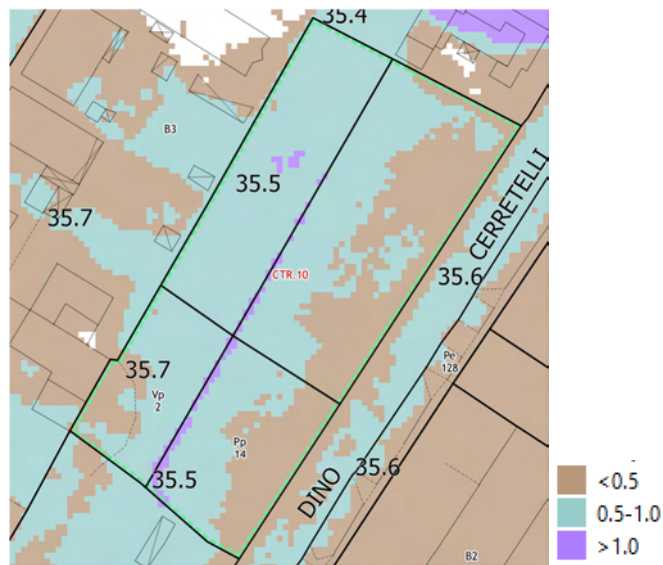 35.4
B3
35.5
35.7
CERRETELLI
CTR.10
35.6
35.7
Pe
128
Vp
2
Pp
14
35.5
35.6
DINO
B2
<0.5
0.5-1.0
>1.0